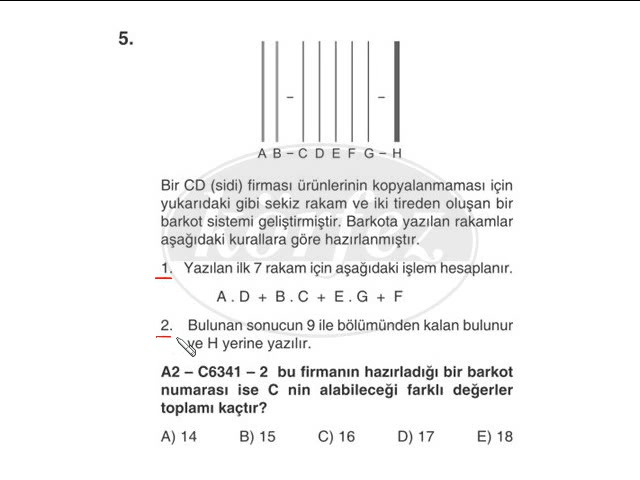 5.
A B – C D E F G – H
Bir CD (sidi) firması ürünlerinin kopyalanmaması için
yukarıdaki gibi sekiz rakam ve iki tireden oluşan bir
barkot sistemi geliştirmiştir. Barkota yazılan rakamlar
aşağıdaki kurallara göre hazırlanmıştır.
1. Yazılan ilk 7 rakam için aşağıdaki işlem hesaplanır.
A . D + B . C + E . G + F
2. Bulunan sonucun 9 ile bölümünden kalan bulunur
ve H yerine yazılır.
A2 – C6341 – 2 bu firmanın hazırladığı bir barkot
numarası ise C nin alabileceği farklı değerler
toplamı kaçtır?
A) 14 B) 15 C) 16 D) 17 E) 18